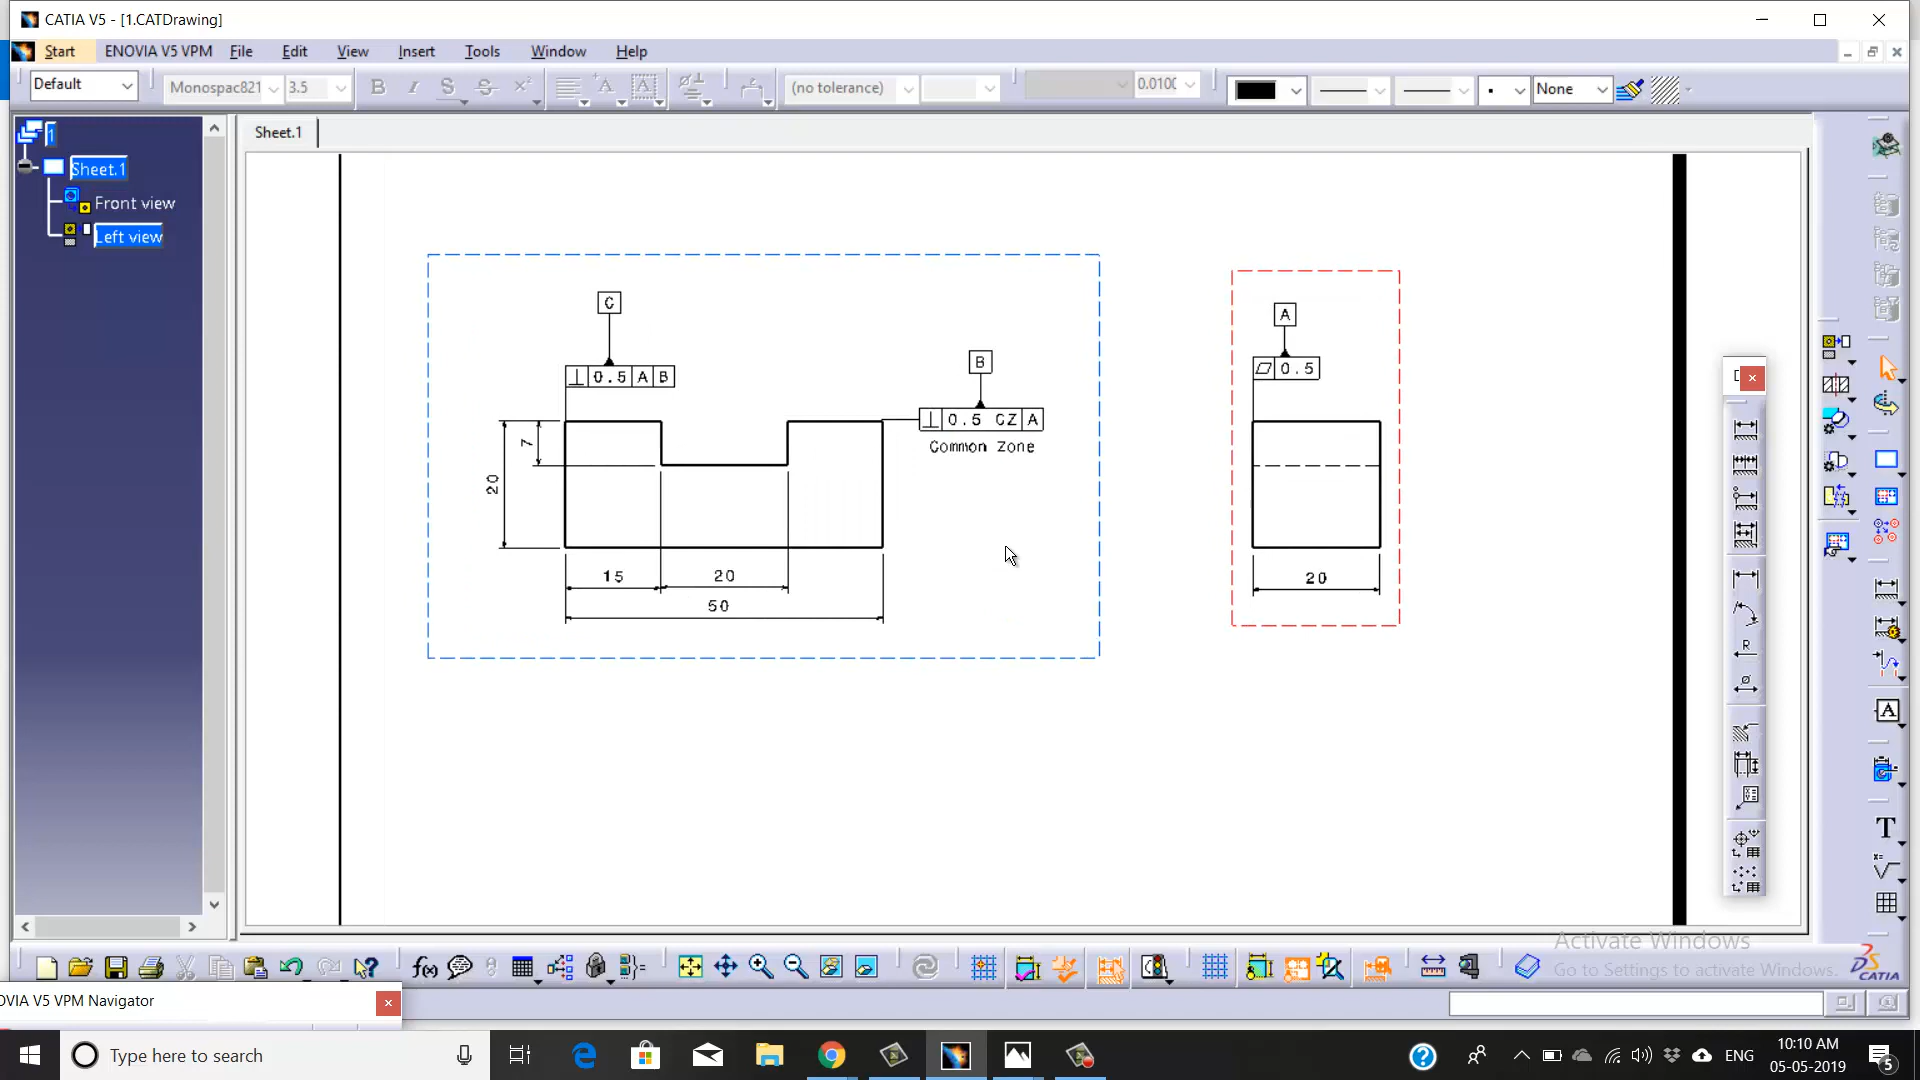 CATIA V5 - [1.CATDrawing]
Start ENOVIA V5 VPM File Edit View Insert Tools Window Help
Default Monospac821 3.5 (no tolerance) 0.010 None
1
Sheet.1
Front view
Left view
Sheet.1
C
0.5 A B
B
0.5 CZ A
Common Zone
7
20
15 20
50
A
0.5
20
Activate Windows
Go to Settings to activate Windows.
CATIA
OVIA V5 VPM Navigator
Type here to search
ENG
10:10 AM
05-05-2019
5